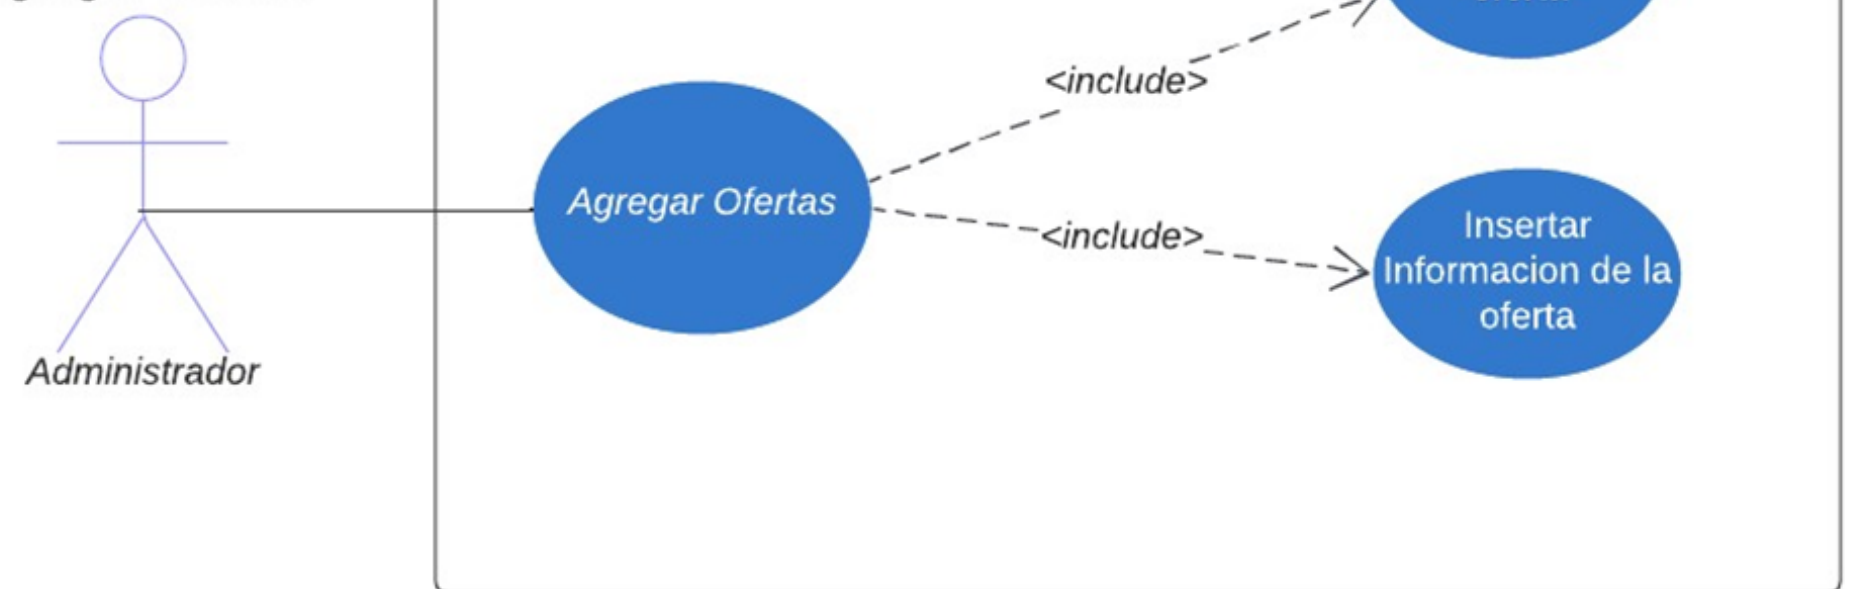 <include>
Agregar Ofertas
<include>
Insertar
Informacion de la
oferta
Administrador